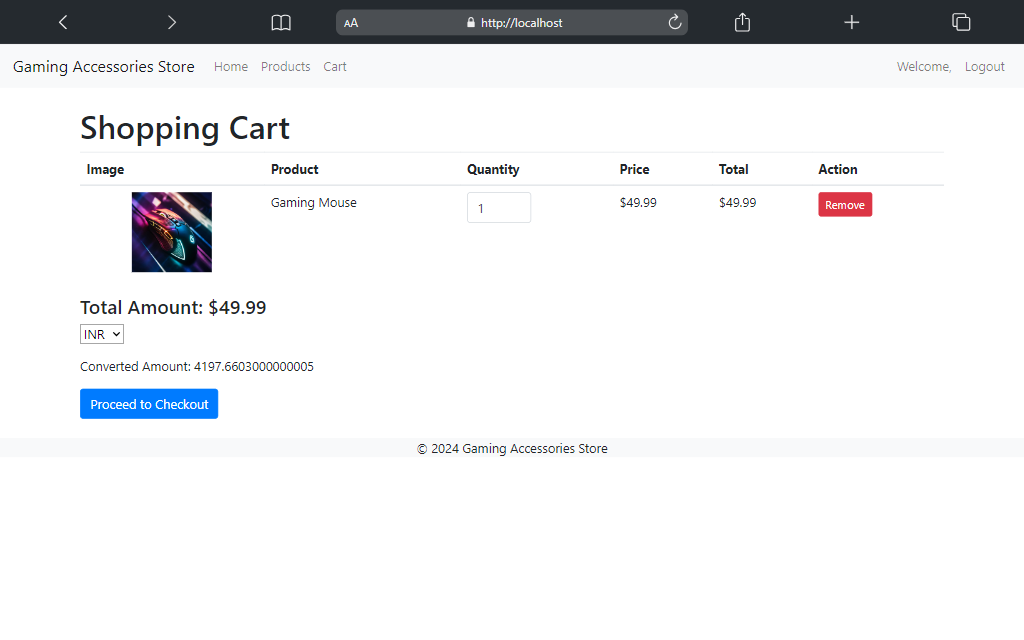 AA http://localhost
Gaming Accessories Store Home Products Cart Welcome, Logout
Shopping Cart
Image Product Quantity Price Total Action
Gaming Mouse 1 $49.99 $49.99 Remove
Total Amount: $49.99
INR
Converted Amount: 4197.6603000000005
Proceed to Checkout
© 2024 Gaming Accessories Store